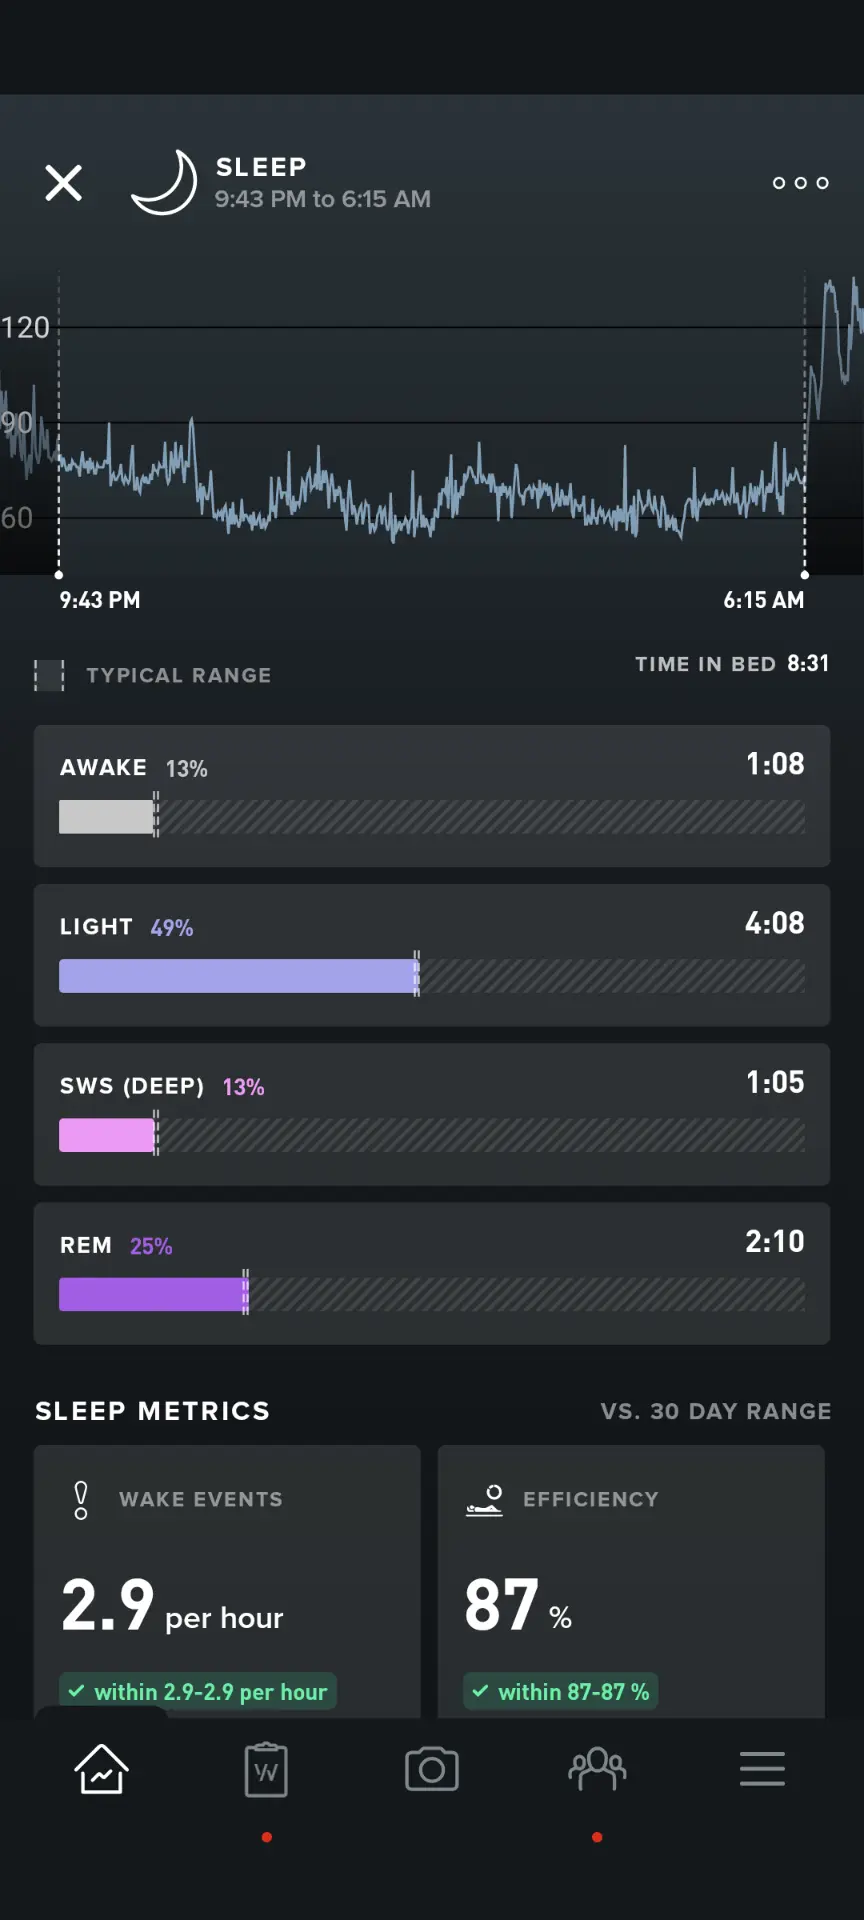 SLEEP
9:43 PM to 6:15 AM
120
90
60
9:43 PM
6:15 AM
TYPICAL RANGE
TIME IN BED 8:31
AWAKE 13%
1:08
LIGHT 49%
4:08
SWS (DEEP) 13%
1:05
REM 25%
2:10
SLEEP METRICS
VS. 30 DAY RANGE
WAKE EVENTS
EFFICIENCY
2.9 per hour
87 %
within 2.9-2.9 per hour
within 87-87 %
W